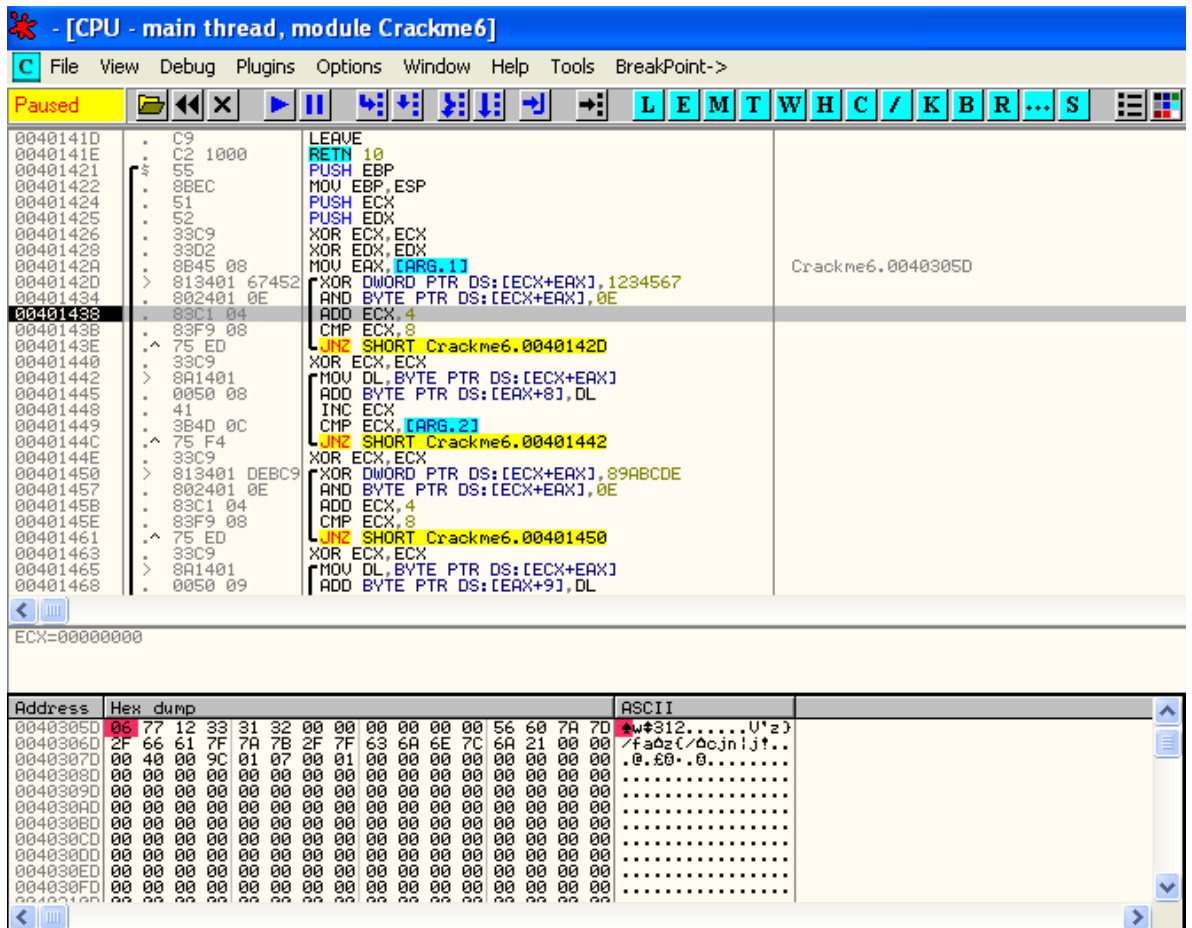 - [CPU - main thread, module Crackme6]
C File View Debug Plugins Options Window Help Tools BreakPoint->
Paused L E M T W H C / K B R ... S
0040141D . C9 LEAVE
0040141E . C2 1000 RETN 10
00401421 $ 55 PUSH EBP
00401422 . 8BEC MOV EBP,ESP
00401424 . 51 PUSH ECX
00401425 . 52 PUSH EDX
00401426 . 33C9 XOR ECX,ECX
00401428 . 33D2 XOR EDX,EDX
0040142A . 8B45 08 MOV EAX,[ARG.1] Crackme6.0040305D
0040142D > 813401 67452 XOR DWORD PTR DS:[ECX+EAX],1234567
00401434 . 802401 0E AND BYTE PTR DS:[ECX+EAX],0E
00401438 . 83C1 04 ADD ECX,4
0040143B . 83F9 08 CMP ECX,8
0040143E .^ 75 ED JNZ SHORT Crackme6.0040142D
00401440 . 33C9 XOR ECX,ECX
00401442 > 8A1401 MOV DL,BYTE PTR DS:[ECX+EAX]
00401445 . 0050 08 ADD BYTE PTR DS:[EAX+8],DL
00401448 . 41 INC ECX
00401449 . 3B4D 0C CMP ECX,[ARG.2]
0040144C .^ 75 F4 JNZ SHORT Crackme6.00401442
0040144E . 33C9 XOR ECX,ECX
00401450 > 813401 DEBC9 XOR DWORD PTR DS:[ECX+EAX],89ABCDE
00401457 . 802401 0E AND BYTE PTR DS:[ECX+EAX],0E
0040145B . 83C1 04 ADD ECX,4
0040145E . 83F9 08 CMP ECX,8
00401461 .^ 75 ED JNZ SHORT Crackme6.00401450
00401463 . 33C9 XOR ECX,ECX
00401465 > 8A1401 MOV DL,BYTE PTR DS:[ECX+EAX]
00401468 . 0050 09 ADD BYTE PTR DS:[EAX+9],DL
ECX=00000000
Address Hex dump ASCII
0040305D 06 77 12 33 31 32 00 00 00 00 00 00 00 56 60 7A 7D ♠w↕312......V`z}
0040306D 2F 66 61 7F 7A 7B 2F 7F 63 6A 6E 7C 6A 21 00 00 /fa⌂z{/⌂cjn|j!..
0040307D 00 40 00 9C 01 07 00 01 00 00 00 00 00 00 00 00
0040308D 00 00 00 00 00 00 00 00 00 00 00 00 00 00 00 00 ................
0040309D 00 00 00 00 00 00 00 00 00 00 00 00 00 00 00 00 ................
004030AD 00 00 00 00 00 00 00 00 00 00 00 00 00 00 00 00 ................
004030BD 00 00 00 00 00 00 00 00 00 00 00 00 00 00 00 00 ................
004030CD 00 00 00 00 00 00 00 00 00 00 00 00 00 00 00 00 ................
004030DD 00 00 00 00 00 00 00 00 00 00 00 00 00 00 00 00 ................
004030ED 00 00 00 00 00 00 00 00 00 00 00 00 00 00 00 00 ................
004030FD 00 00 00 00 00 00 00 00 00 00 00 00 00 00 00 00 ................